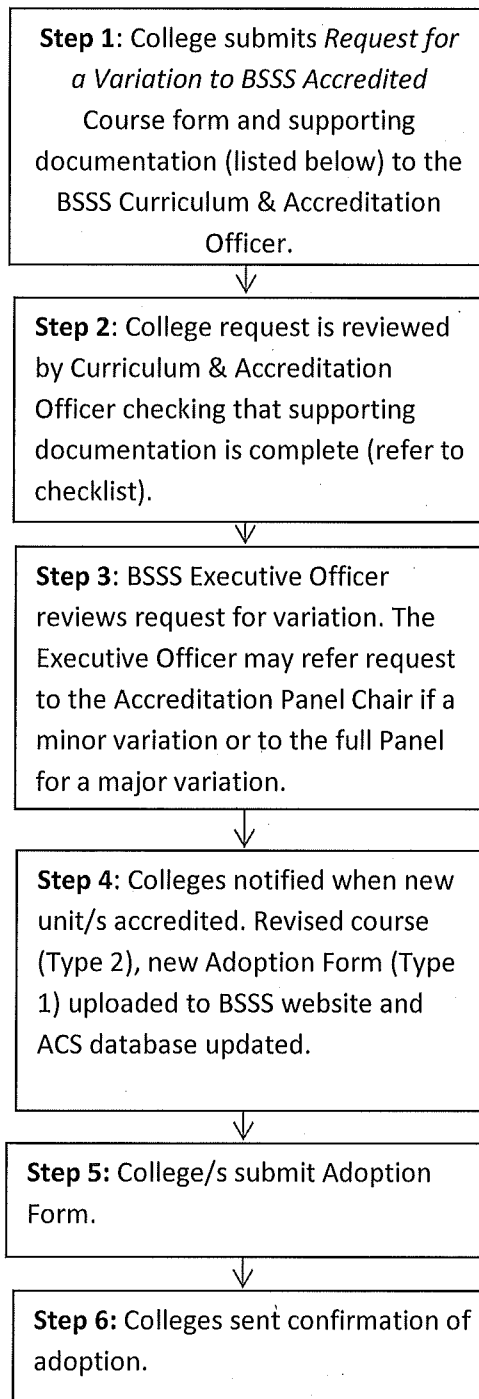 Step 1: College submits Request for
a Variation to BSSS Accredited
Course form and supporting
documentation (listed below) to the
BSSS Curriculum & Accreditation
Officer.
Step 2: College request is reviewed
by Curriculum & Accreditation
Officer checking that supporting
documentation is complete (refer to
checklist).
Step 3: BSSS Executive Officer
reviews request for variation. The
Executive Officer may refer request
to the Accreditation Panel Chair if a
minor variation or to the full Panel
for a major variation.
Step 4: Colleges notified when new
unit/s accredited. Revised course
(Type 2), new Adoption Form (Type
1) uploaded to BSSS website and
ACS database updated.
Step 5: College/s submit Adoption
Form.
Step 6: Colleges sent confirmation of
adoption.